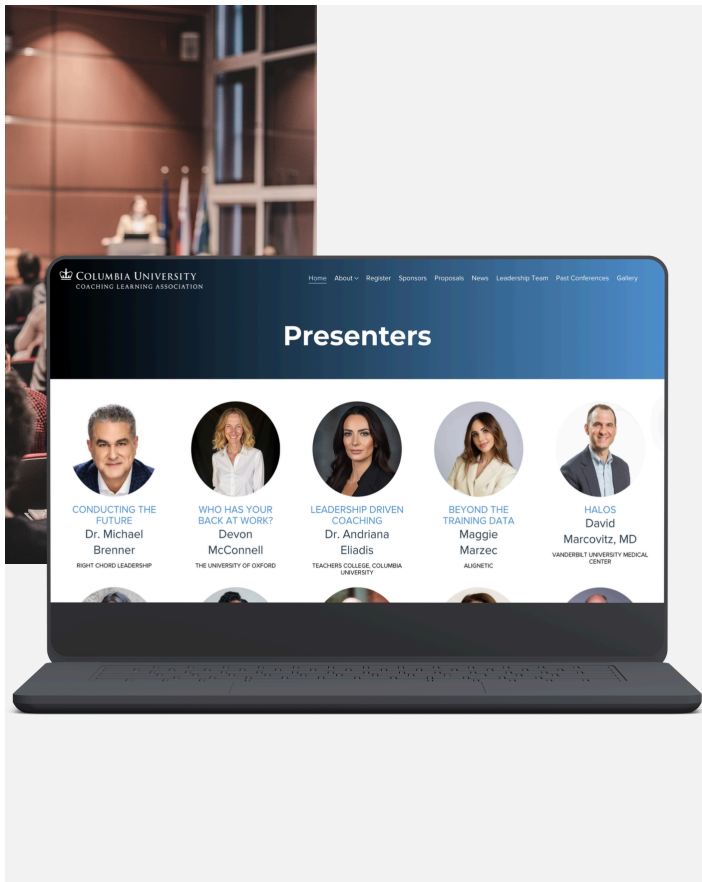 COLUMBIA UNIVERSITY
COACHING LEARNING ASSOCIATION
Home About Register Sponsors Proposals News Leadership Team Past Conferences Gallery
Presenters
CONDUCTING THE
FUTURE
Dr. Michael
Brenner
RIGHT CHORD LEADERSHIP
WHO HAS YOUR
BACK AT WORK?
Devon
McConnell
THE UNIVERSITY OF OXFORD
LEADERSHIP DRIVEN
COACHING
Dr. Andriana
Eliadis
TEACHERS COLLEGE, COLUMBIA
UNIVERSITY
BEYOND THE
TRAINING DATA
Maggie
Marzec
ALIGNETIC
HALOS
David
Marcovitz, MD
VANDERBILT UNIVERSITY MEDICAL
CENTER